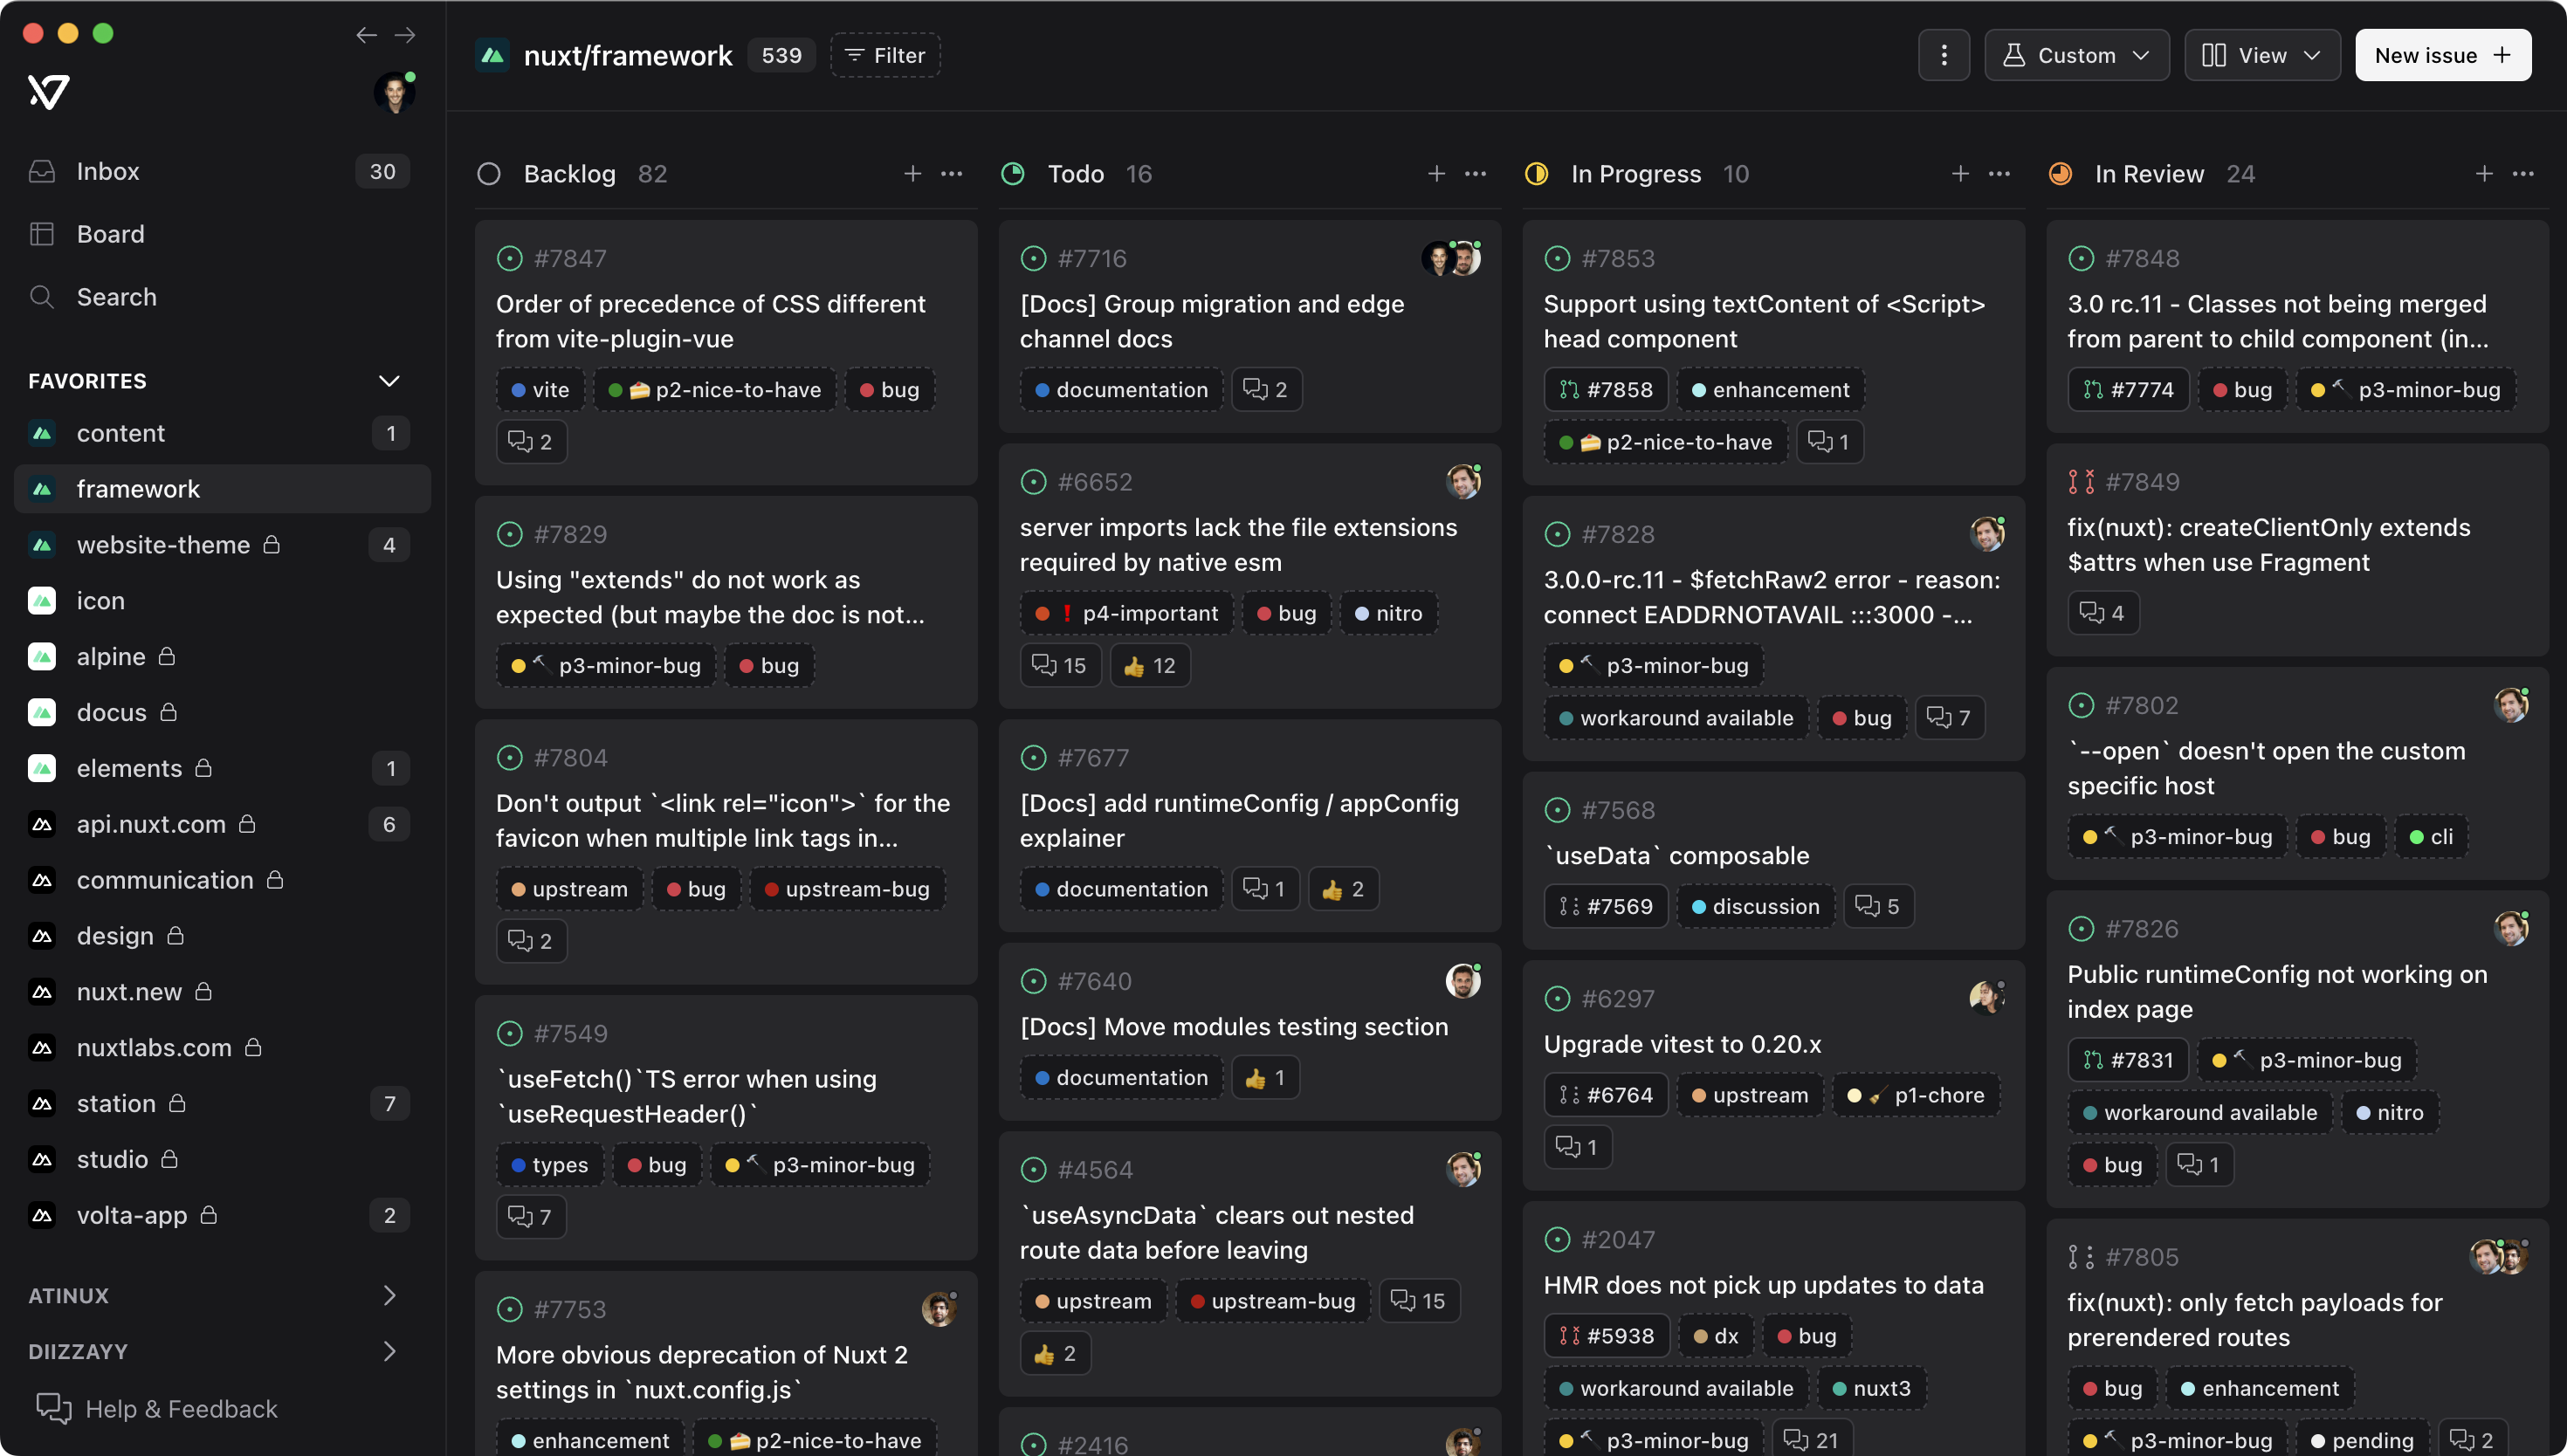 Inbox 30
Board
Search
FAVORITES
content 1
framework
website-theme 4
icon
alpine
docus
elements 1
api.nuxt.com 6
communication
design
nuxt.new
nuxtlabs.com
station 7
studio
volta-app 2
ATINUX
DIIZZAYY
Help & Feedback
nuxt/framework 539 Filter
Custom View New issue
Backlog 82
#7847
Order of precedence of CSS different
from vite-plugin-vue
vite p2-nice-to-have bug
2
#7829
Using "extends" do not work as
expected (but maybe the doc is not...
p3-minor-bug bug
#7804
Don't output `<link rel="icon">` for the
favicon when multiple link tags in...
upstream bug upstream-bug
2
#7549
`useFetch()`TS error when using
`useRequestHeader()`
types bug p3-minor-bug
7
#7753
More obvious deprecation of Nuxt 2
settings in `nuxt.config.js`
enhancement p2-nice-to-have
Todo 16
#7716
[Docs] Group migration and edge
channel docs
documentation 2
#6652
server imports lack the file extensions
required by native esm
p4-important bug nitro
15 12
#7677
[Docs] add runtimeConfig / appConfig
explainer
documentation 1 2
#7640
[Docs] Move modules testing section
documentation 1
#4564
`useAsyncData` clears out nested
route data before leaving
upstream upstream-bug 15
2
#2416
In Progress 10
#7853
Support using textContent of <Script>
head component
#7858 enhancement
p2-nice-to-have 1
#7828
3.0.0-rc.11 - $fetchRaw2 error - reason:
connect EADDRNOTAVAIL :::3000 -...
p3-minor-bug
workaround available bug 7
#7568
`useData` composable
#7569 discussion 5
#6297
Upgrade vitest to 0.20.x
#6764 upstream p1-chore
1
#2047
HMR does not pick up updates to data
#5938 dx bug
workaround available nuxt3
p3-minor-bug 21
In Review 24
#7848
3.0 rc.11 - Classes not being merged
from parent to child component (in...
#7774 bug p3-minor-bug
#7849
fix(nuxt): createClientOnly extends
$attrs when use Fragment
4
#7802
`--open` doesn't open the custom
specific host
p3-minor-bug bug cli
#7826
Public runtimeConfig not working on
index page
#7831 p3-minor-bug
workaround available nitro
bug 1
#7805
fix(nuxt): only fetch payloads for
prerendered routes
bug enhancement
p3-minor-bug pending 2